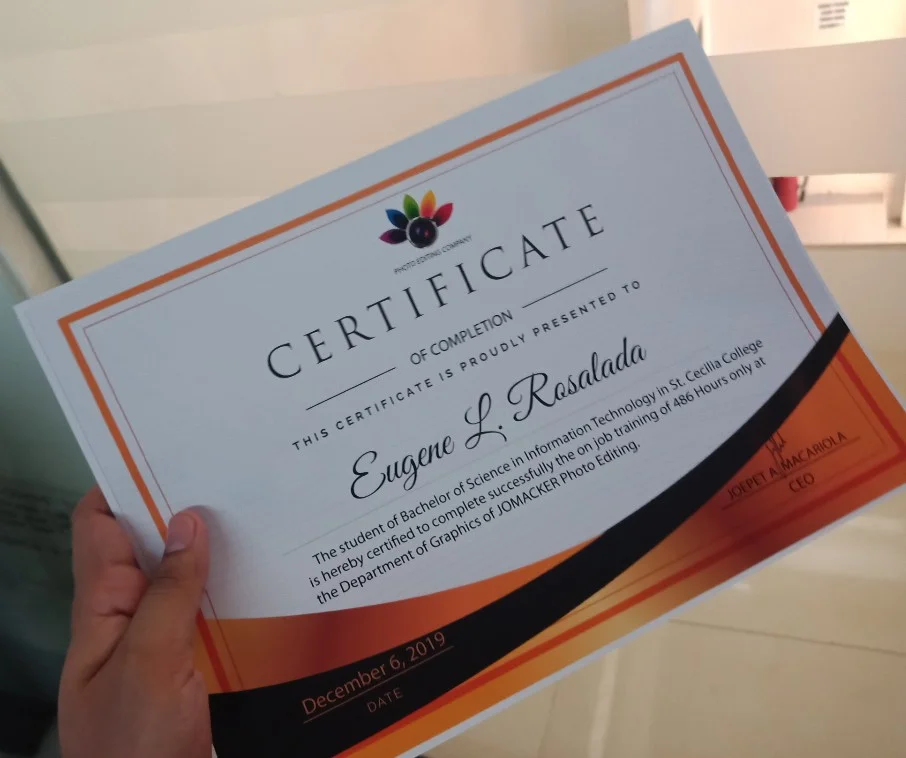 PHOTO EDITING COMPANY
CERTIFICATE
OF COMPLETION
THIS CERTIFICATE IS PROUDLY PRESENTED TO
Eugene L. Rosalada
The student of Bachelor of Science in Information Technology in St. Cecilia College
is hereby certified to complete successfully the on job training of 486 Hours only at
the Department of Graphics of JOMACKER Photo Editing.
JOEPET A. MACARIOLA
CEO
December 6, 2019
DATE